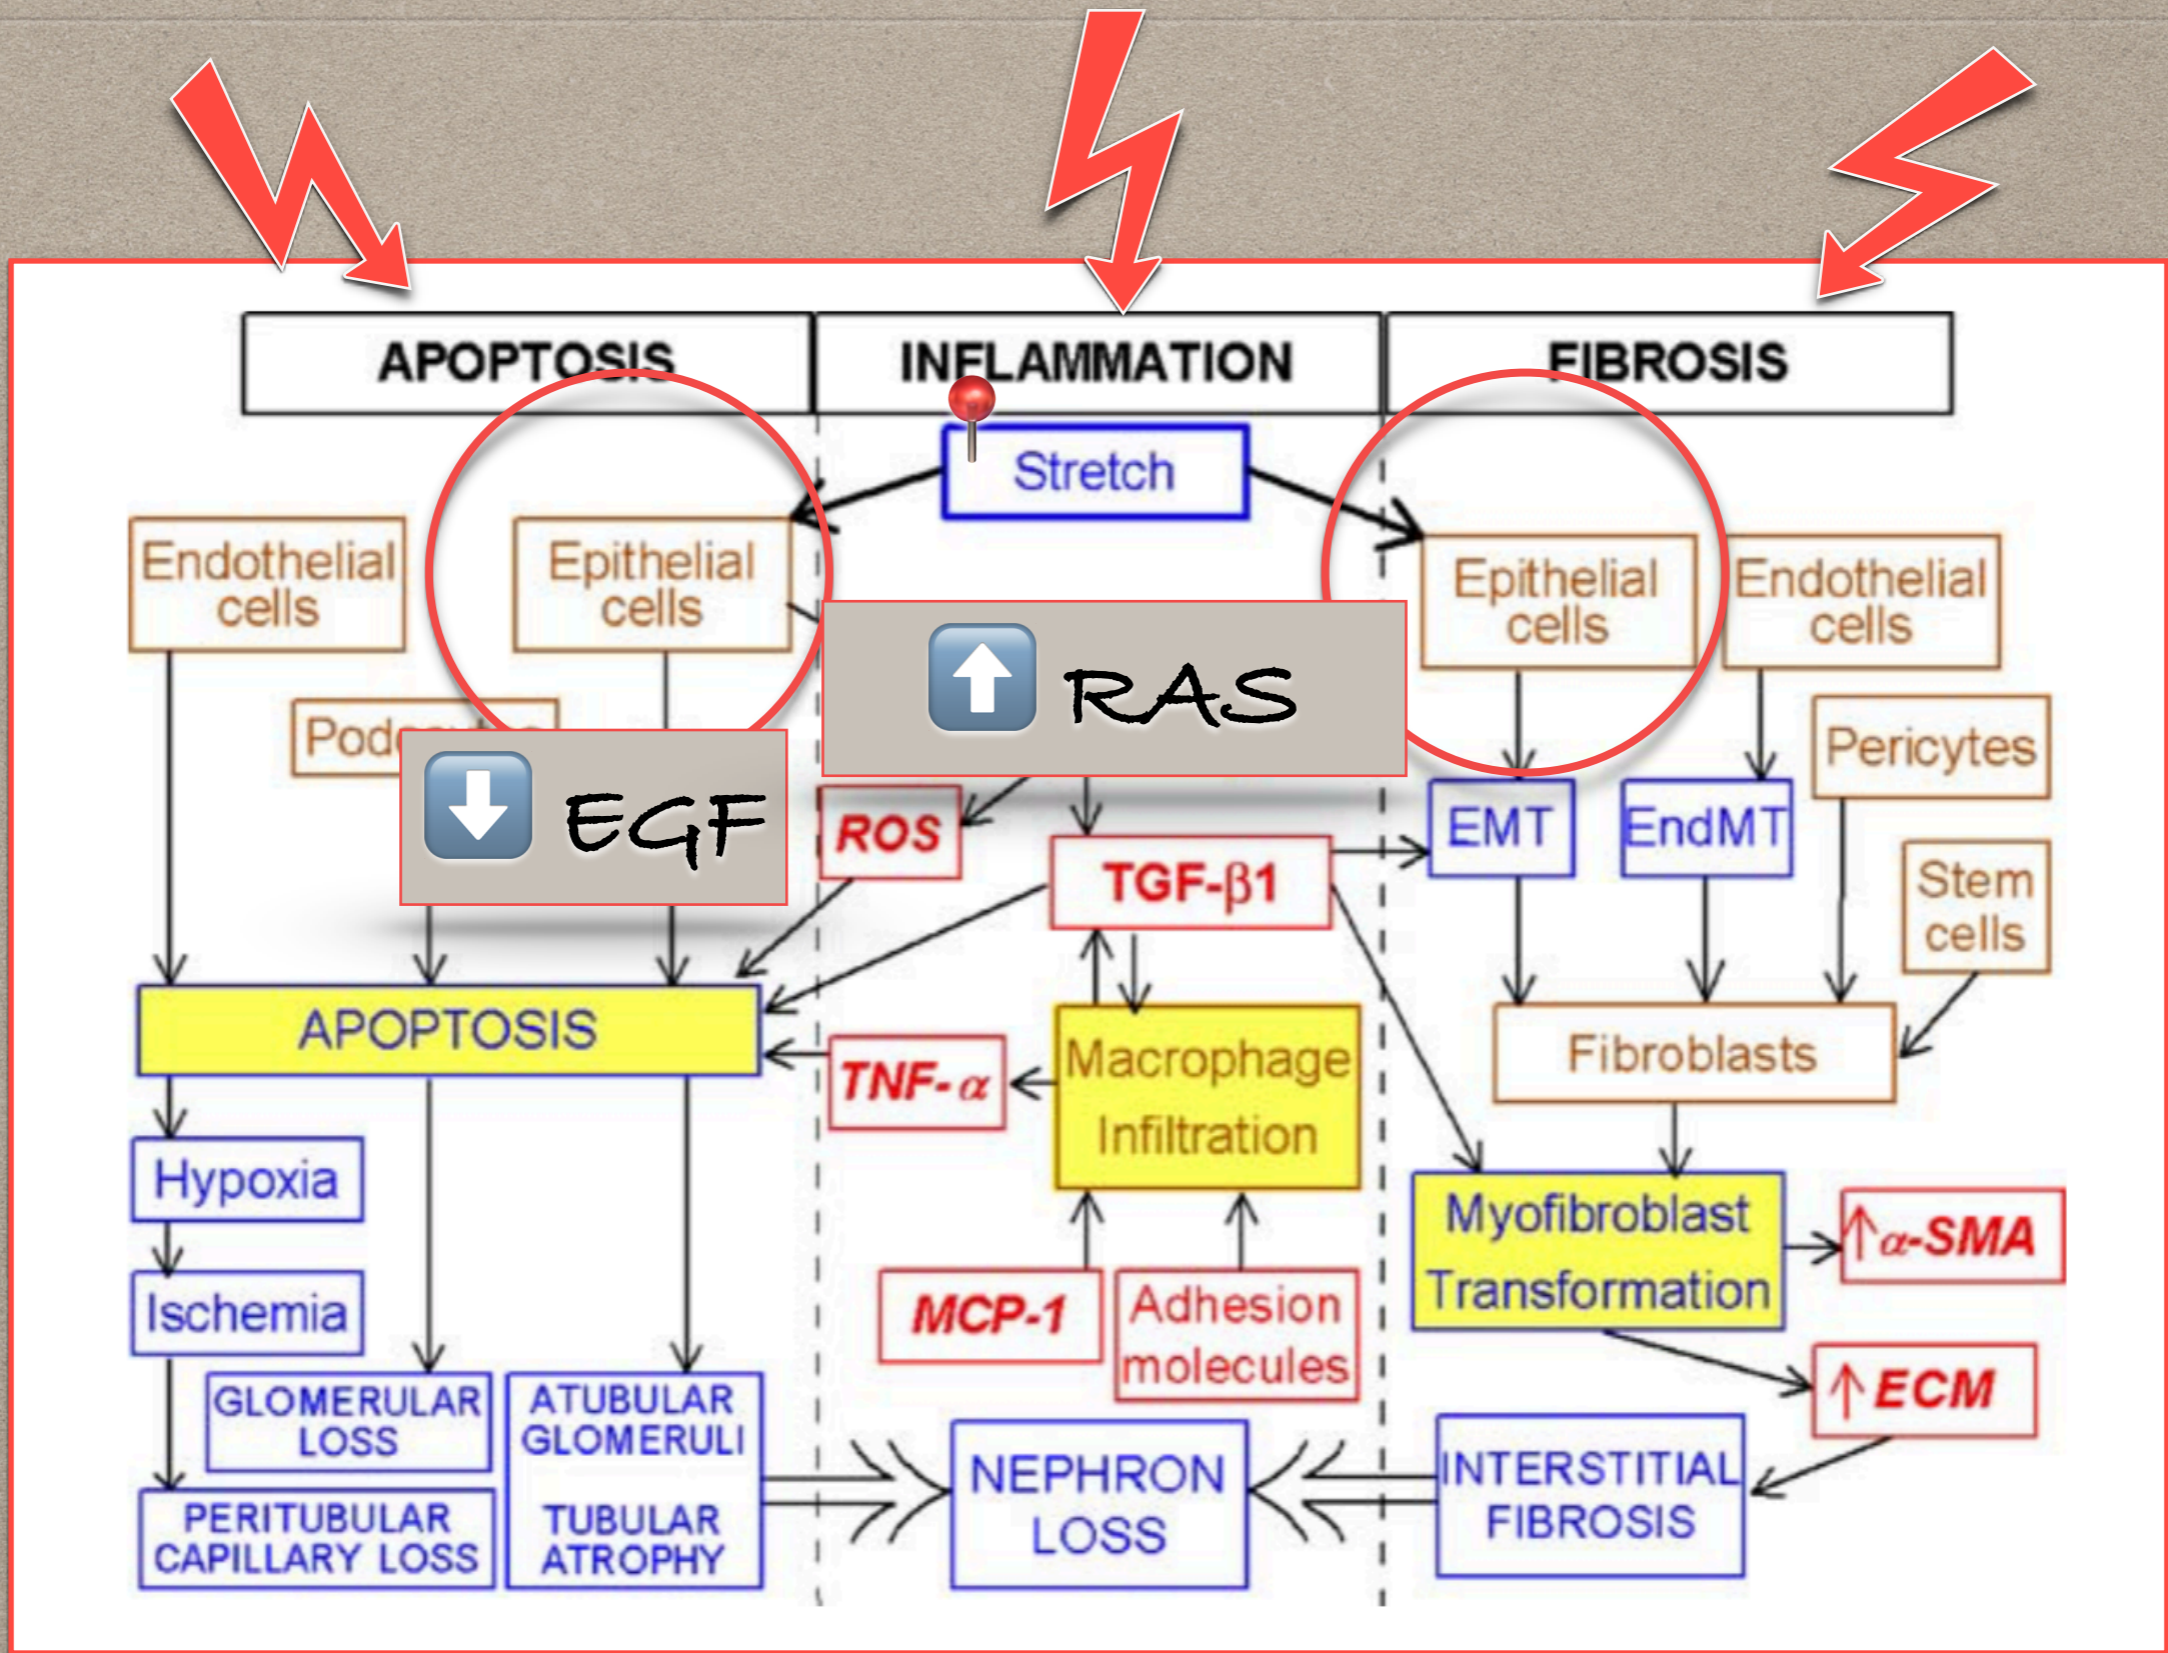 APOPTOSIS
INFLAMMATION
FIBROSIS
Stretch
Endothelial
cells
Epithelial
cells
Epithelial
cells
Endothelial
cells
RAS
Pericytes
EGF
ROS
TGF-β1
EMT
EndMT
Stem
cells
APOPTOSIS
TNF-α
Macrophage
Infiltration
Fibroblasts
Hypoxia
Ischemia
MCP-1
Adhesion
molecules
Myofibroblast
Transformation
↑α-SMA
↑ECM
GLOMERULAR
LOSS
ATUBULAR
GLOMERULI
TUBULAR
ATROPHY
PERITUBULAR
CAPILLARY LOSS
NEPHRON
LOSS
INTERSTITIAL
FIBROSIS